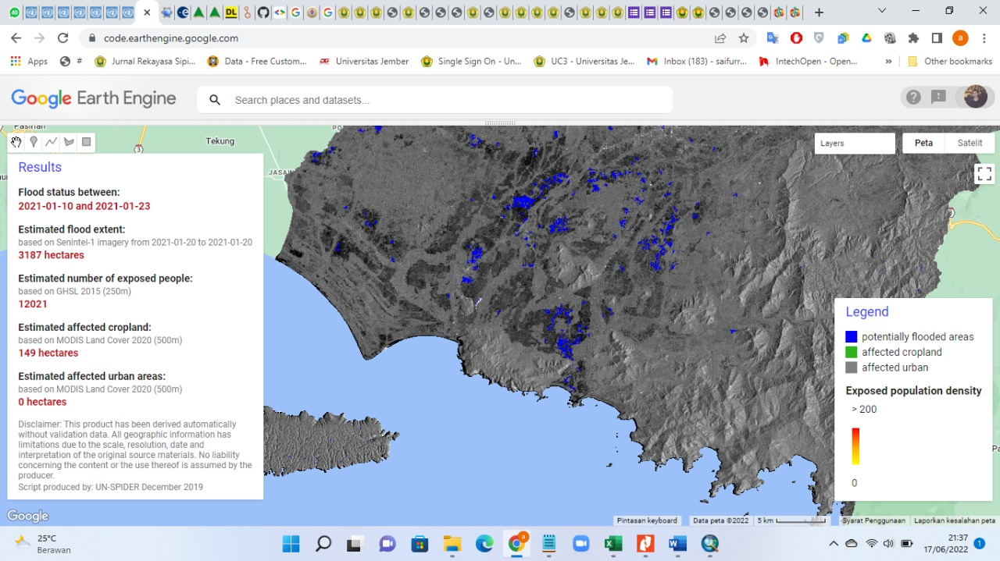 40
DL
code.earthengine.google.com
a
Apps
#
Jurnal Rekayasa Sipi...
Data - Free Custom...
Universitas Jember
Single Sign On - Un...
UC3 - Universitas Je...
Inbox (183) - saifurr...
IntechOpen - Open...
»
Other bookmarks
Google Earth Engine
Search places and datasets...
Pasirian
3
Tekung
JASAW
Layers
Peta
Satelit
Results
Flood status between:
2021-01-10 and 2021-01-23
Estimated flood extent:
based on Senintel-1 imagery from 2021-01-20 to 2021-01-20
3187 hectares
Estimated number of exposed people:
based on GHSL 2015 (250m)
12021
Estimated affected cropland:
based on MODIS Land Cover 2020 (500m)
149 hectares
Estimated affected urban areas:
based on MODIS Land Cover 2020 (500m)
0 hectares
Disclaimer: This product has been derived automatically
without validation data. All geographic information has
limitations due to the scale, resolution, date and
interpretation of the original source materials. No liability
concerning the content or the use thereof is assumed by the
producer.
Script produced by: UN-SPIDER December 2019
Legend
potentially flooded areas
affected cropland
affected urban
Exposed population density
> 200
0
Google
Pintasan keyboard
Data peta ©2022
5 km
Syarat Penggunaan
Laporkan kesalahan peta
25°C
Berawan
21:37
17/06/2022
1